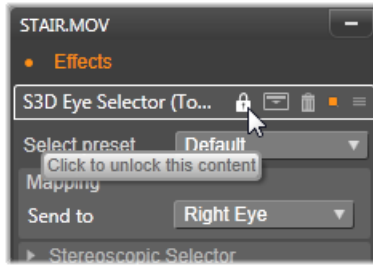 STAIR.MOV
Effects
S3D Eye Selector (To...
Select preset Default
Click to unlock this content
Mapping
Send to Right Eye
Stereoscopic Selector